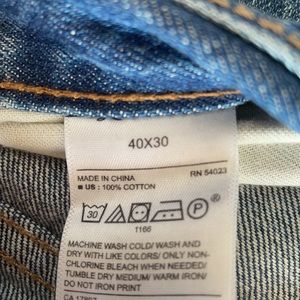 40X30
MADE IN CHINA RN 54023
■ US : 100% COTTON
30 P
1166
MACHINE WASH COLD/ WASH AND
DRY WITH LIKE COLORS/ ONLY NON-
CHLORINE BLEACH WHEN NEEDED/
TUMBLE DRY MEDIUM/ WARM IRON/
DO NOT IRON PRINT